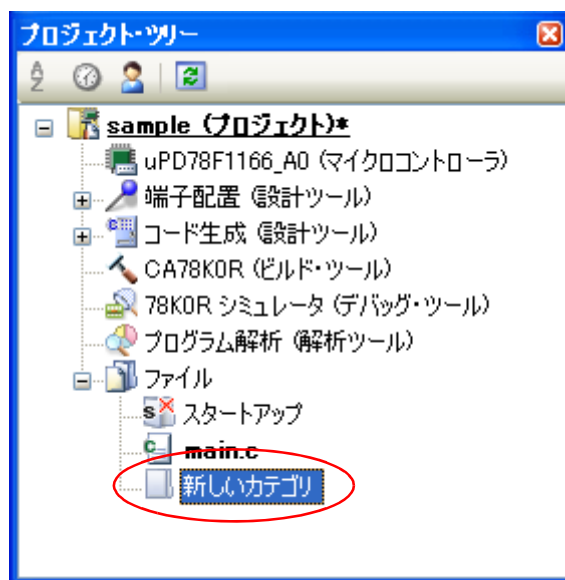 プロジェクト・ツリー
sample (プロジェクト)*
uPD78F1166_A0 (マイクロコントローラ)
端子配置 (設計ツール)
コード生成 (設計ツール)
CA78K0R (ビルド・ツール)
78K0R シミュレータ (デバッグ・ツール)
プログラム解析 (解析ツール)
ファイル
スタートアップ
main.c
新しいカテゴリ